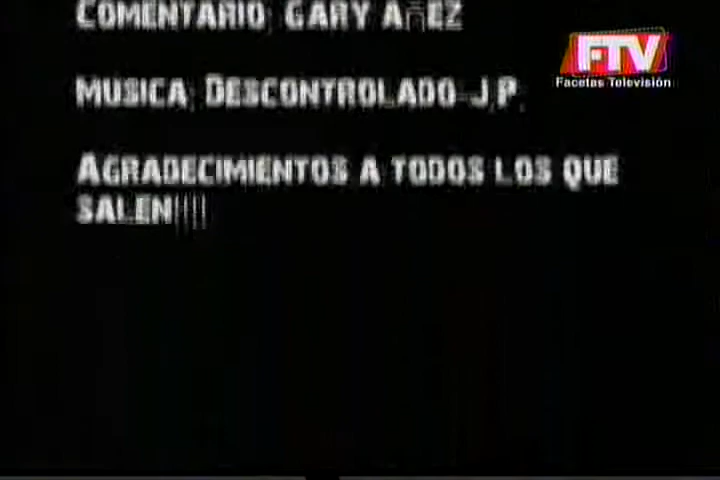 COMENTARIO; GARY AñEZ
FTV
Facetas Televisión
MUSICA; DESCONTROLADO J.P.
AGRADECIMIENTOS A TODOS LOS QUE
SALEN!!!!